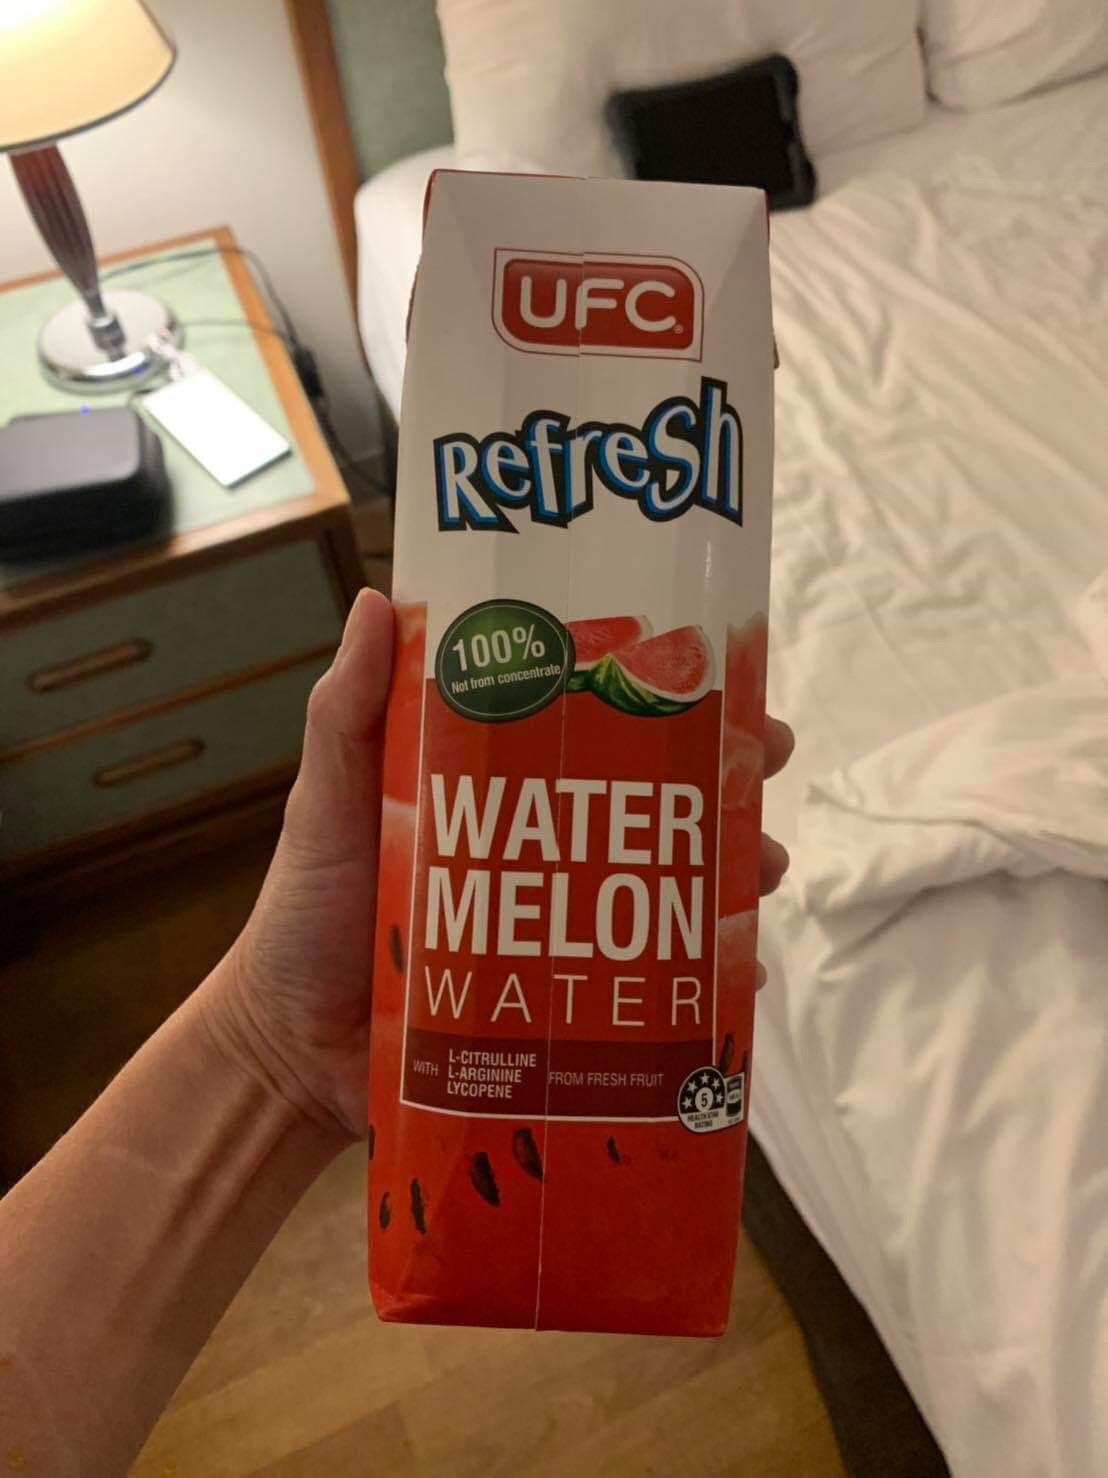 UFC
Refresh
100%
Not from concentrate
WATER
MELON
WATER
WITH
L-CITRULLINE
L-ARGININE
LYCOPENE
FROM FRESH FRUIT
5
HEALTH STAR
RATING